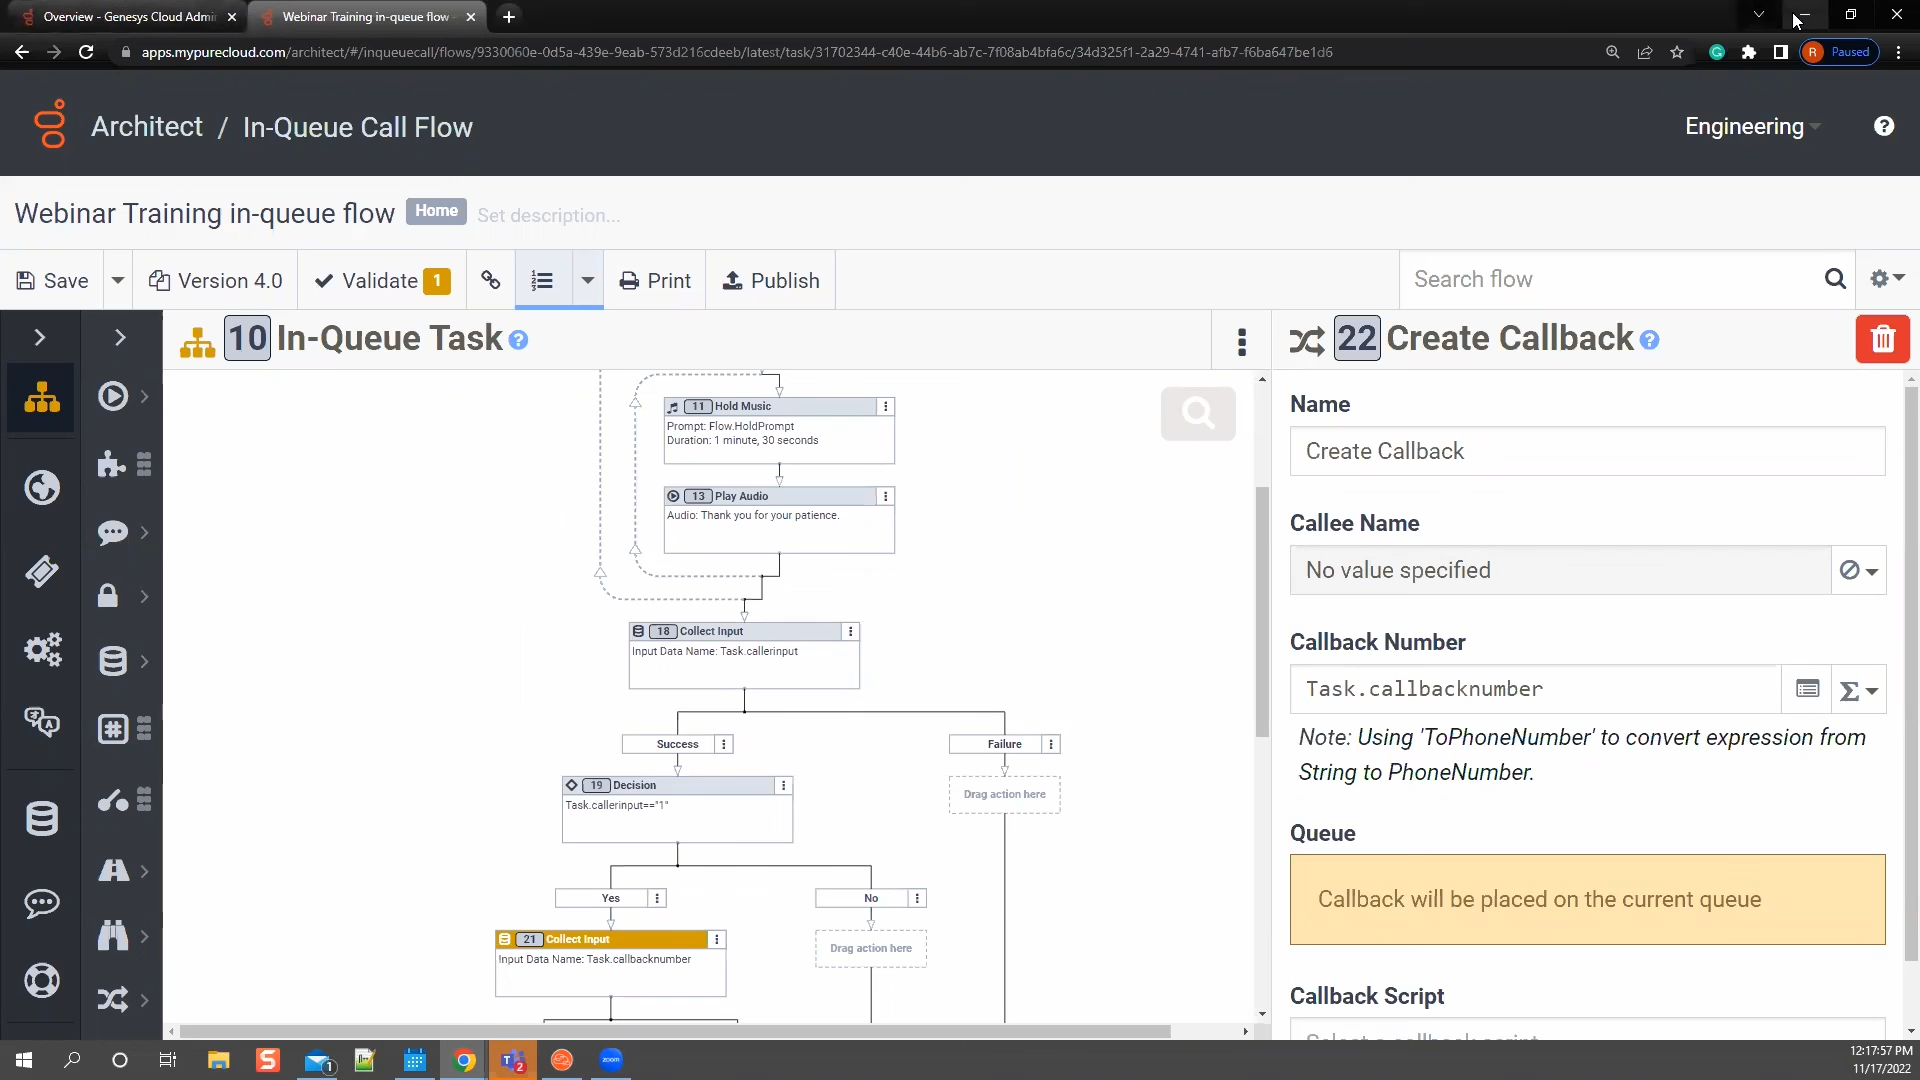 Overview - Genesys Cloud Admi
Webinar Training in-queue flow
apps.mypurecloud.com/architect/#/inqueuecall/flows/9330060e-0d5a-439e-9eab-573d216cdeeb/latest/task/31702344-c40e-44b6-ab7c-7f08ab4bfa6c/34d325f1-2a29-4741-afb7-f6ba647be1d6
R Paused
Architect / In-Queue Call Flow
Engineering
Webinar Training in-queue flow Home Set description...
Save Version 4.0 Validate 1 Print Publish Search flow
10 In-Queue Task
11 Hold Music
Prompt: Flow.HoldPrompt
Duration: 1 minute, 30 seconds
13 Play Audio
Audio: Thank you for your patience.
18 Collect Input
Input Data Name: Task.callerinput
Success
Failure
19 Decision
Task.callerinput=="1"
Drag action here
Yes
No
21 Collect Input
Input Data Name: Task.callbacknumber
Drag action here
22 Create Callback
Name
Create Callback
Callee Name
No value specified
Callback Number
Task.callbacknumber
Note: Using 'ToPhoneNumber' to convert expression from
String to PhoneNumber.
Queue
Callback will be placed on the current queue
Callback Script
Select a callback script
1
2
zoom
12:17:57 PM
11/17/2022